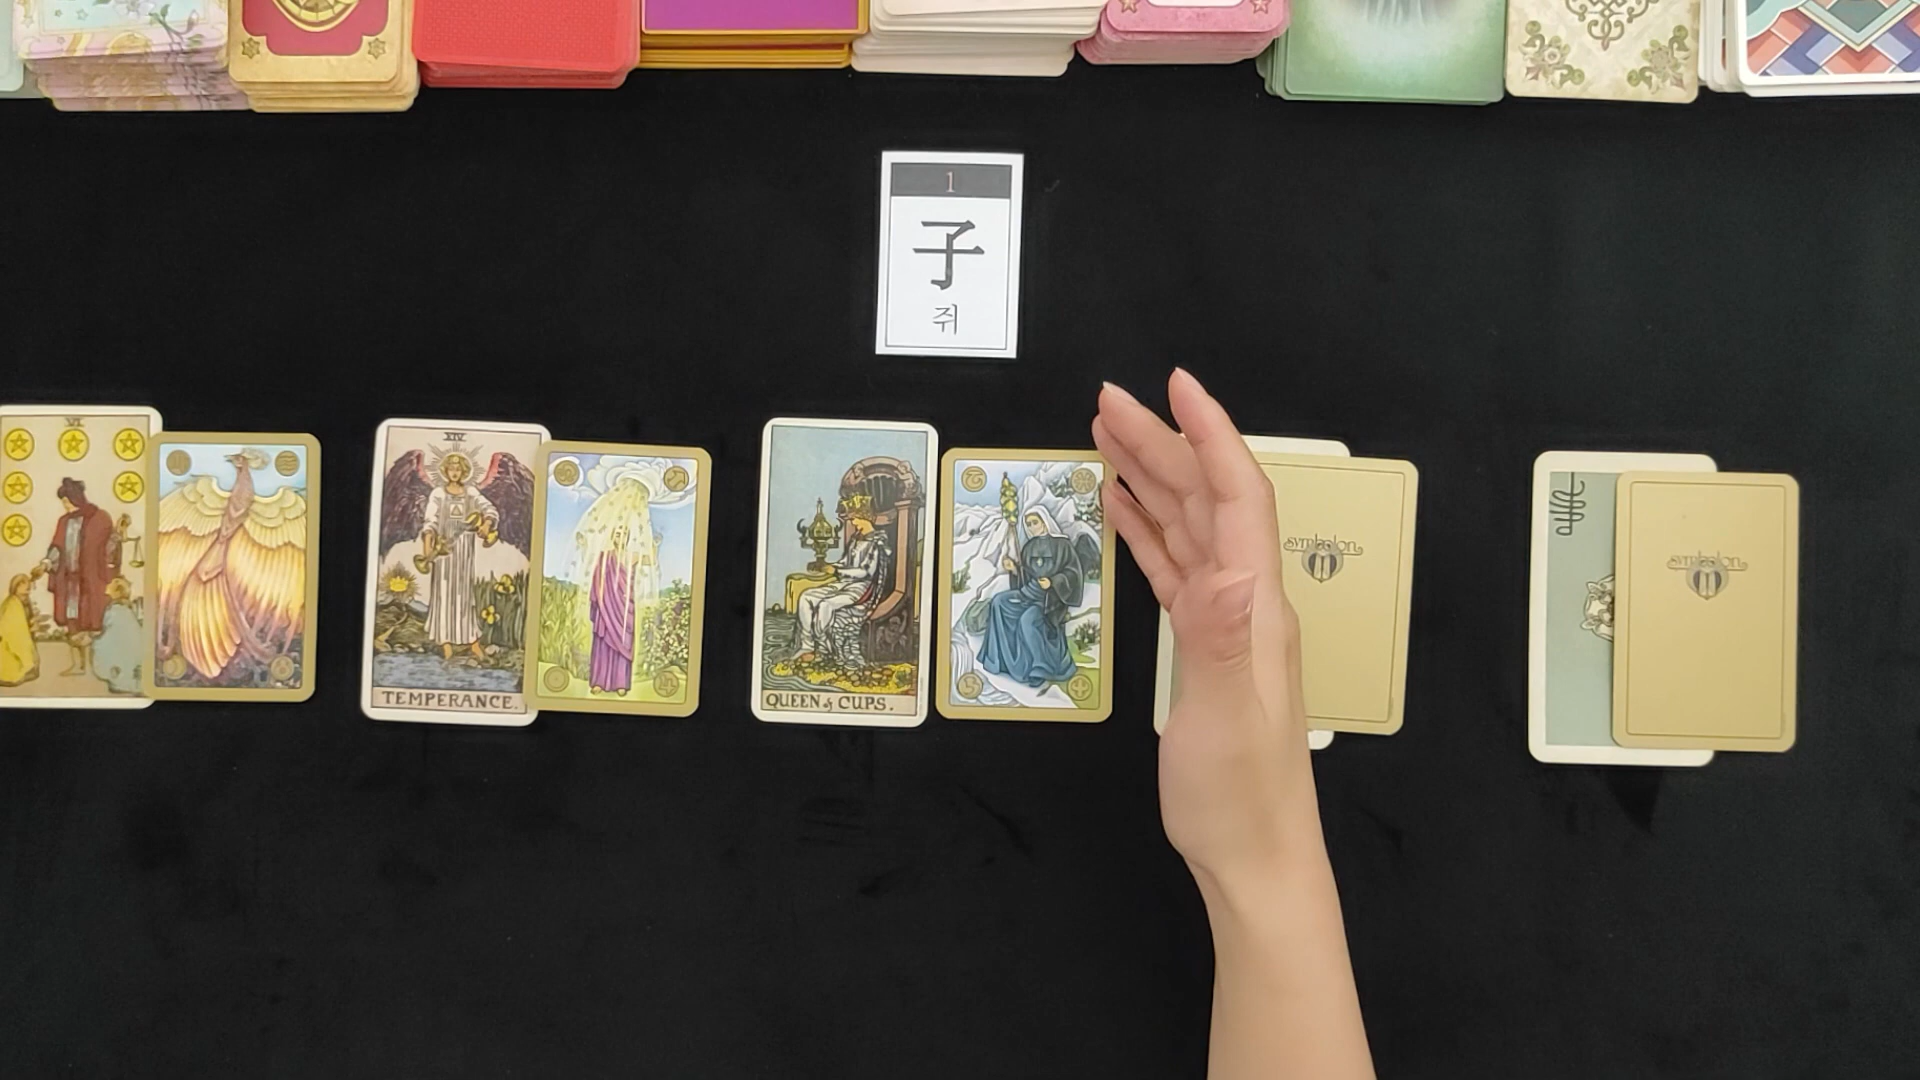 1
子
쥐
VI
XIV
TEMPERANCE.
QUEEN of CUPS.
symbolon
symbolon